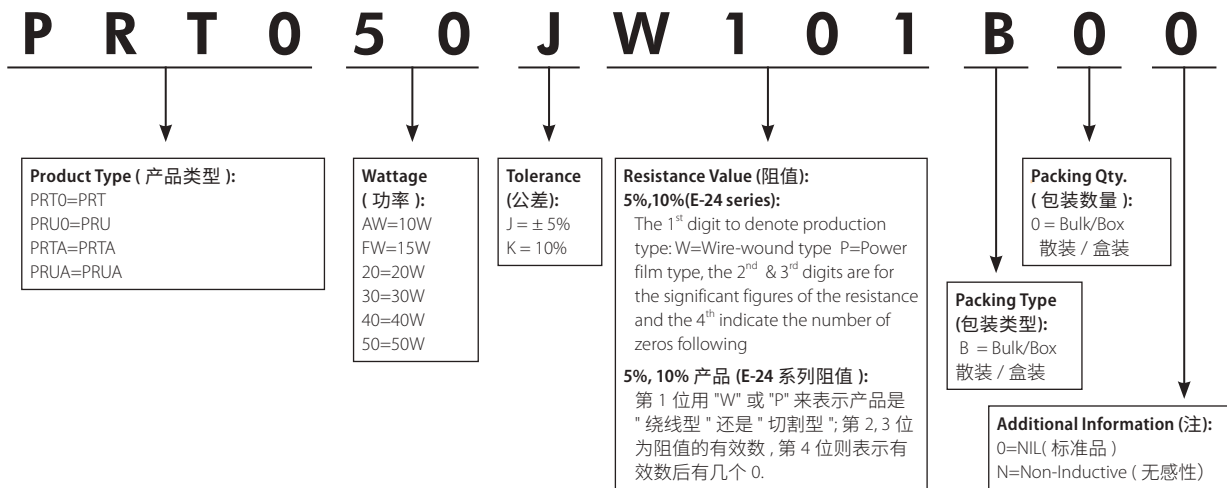 P R T 0 5 0 J W 1 0 1 B 0 0
Product Type ( 产品类型 ):
PRT0=PRT
PRU0=PRU
PRTA=PRTA
PRUA=PRUA
Wattage
( 功率 ):
AW=10W
FW=15W
20=20W
30=30W
40=40W
50=50W
Tolerance
(公差):
J = ± 5%
K = 10%
Resistance Value (阻值):
5%,10%(E-24 series):
The 1st digit to denote production
type: W=Wire-wound type P=Power
film type, the 2nd & 3rd digits are for
the significant figures of the resistance
and the 4th indicate the number of
zeros following
5%, 10% 产品 (E-24 系列阻值 ):
第 1 位用 "W" 或 "P" 来表示产品是
" 绕线型 " 还是 " 切割型 "; 第 2, 3 位
为阻值的有效数 , 第 4 位则表示有
效数后有几个 0.
Packing Type
(包装类型):
B = Bulk/Box
散装 / 盒装
Packing Qty.
( 包装数量 ):
0 = Bulk/Box
散装 / 盒装
Additional Information (注):
0=NIL( 标准品 )
N=Non-Inductive ( 无感性）